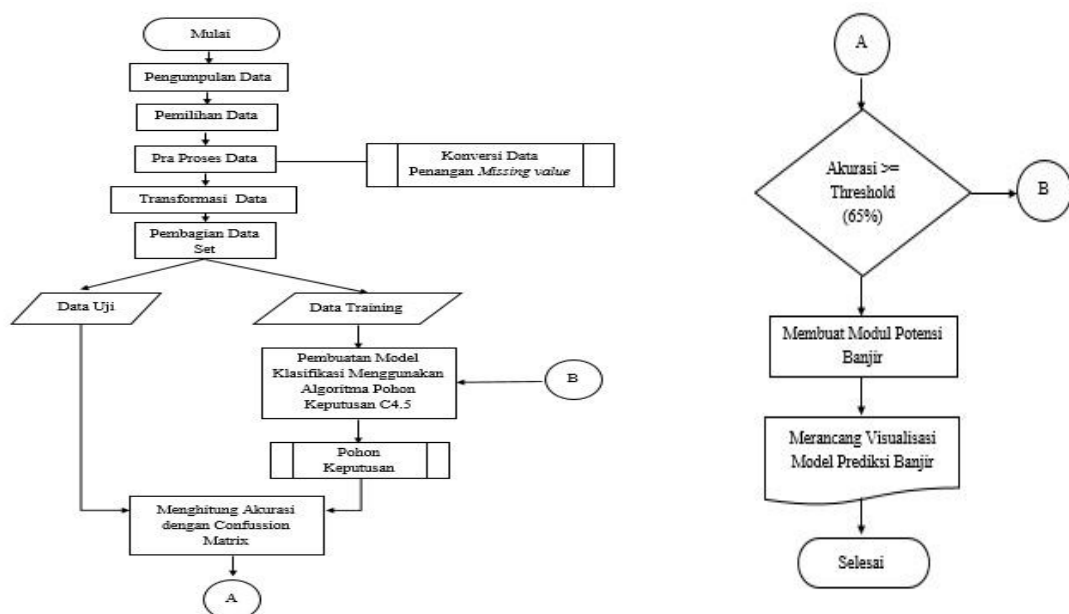 Mulai
Pengumpulan Data
Pemilihan Data
Pra Proses Data
Konversi Data
Penangan Missing value
Transformasi Data
Pembagian Data
Set
Data Uji
Data Training
Pembuatan Model
Klasifikasi Menggunakan
Algoritma Pohon
Keputusan C4.5
B
Pohon
Keputusan
Menghitung Akurasi
dengan Confussion
Matrix
A
A
Akurasi >=
Threshold
(65%)
B
Membuat Modul Potensi
Banjir
Merancang Visualisasi
Model Prediksi Banjir
Selesai